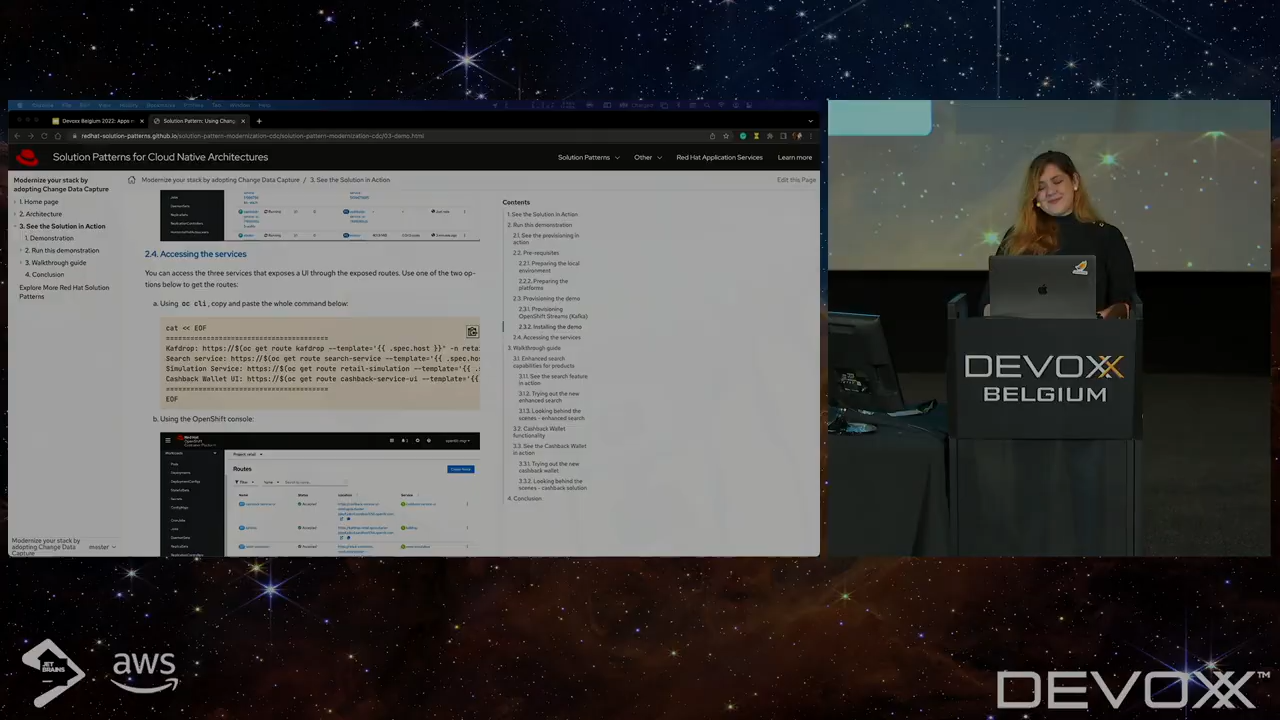 Devoxx Belgium 2022: Apps m
Solution Pattern: Using Chang
redhat-solution-patterns.github.io/solution-pattern-modernization-cdc/solution-pattern-modernization-cdc/03-demo.html
Solution Patterns for Cloud Native Architectures
Solution Patterns
Other
Red Hat Application Services
Learn more
Modernize your stack by
adopting Change Data Capture
1. Home page
2. Architecture
3. See the Solution in Action
1. Demonstration
2. Run this demonstration
3. Walkthrough guide
4. Conclusion
Explore More Red Hat Solution
Patterns
Modernize your stack by
adopting Change Data
Capture
master
Modernize your stack by adopting Change Data Capture / 3. See the Solution in Action
Edit this Page
2.4. Accessing the services
You can access the three services that exposes a UI through the exposed routes. Use one of the two op-
tions below to get the routes:
a. Using oc cli, copy and paste the whole command below:
cat << EOF
=====================================
Kafdrop: https://$(oc get route kafdrop --template='{{ .spec.host }}" -n reta
Search service: https://$(oc get route search-service --template='{{ .spec.ho
Simulation Service: https://$(oc get route retail-simulation --template='{{ .s
Cashback Wallet UI: https://$(oc get route cashback-service-ui --template='{{
=====================================
EOF
b. Using the OpenShift console:
Routes
Contents
1. See the Solution in Action
2. Run this demonstration
2.1. See the provisioning in
action
2.2. Pre-requisites
2.2.1. Preparing the local
environment
2.2.2. Preparing the
platforms
2.3. Provisioning the demo
2.3.1. Provisioning
OpenShift Streams (Kafka)
2.3.2. Installing the demo
2.4. Accessing the services
3. Walkthrough guide
3.1. Enhanced search
capabilities for products
3.1.1. See the search feature
in action
3.1.2. Trying out the new
enhanced search
3.1.3. Looking behind the
scenes - enhanced search
3.2. Cashback Wallet
functionality
3.3. See the Cashback Wallet
in action
3.3.1. Trying out the new
cashback wallet
3.3.2. Looking behind the
scenes - cashback solution
4. Conclusion
DEVOXX
BELGIUM
JET
BRAINS
aws
DEVOXX™